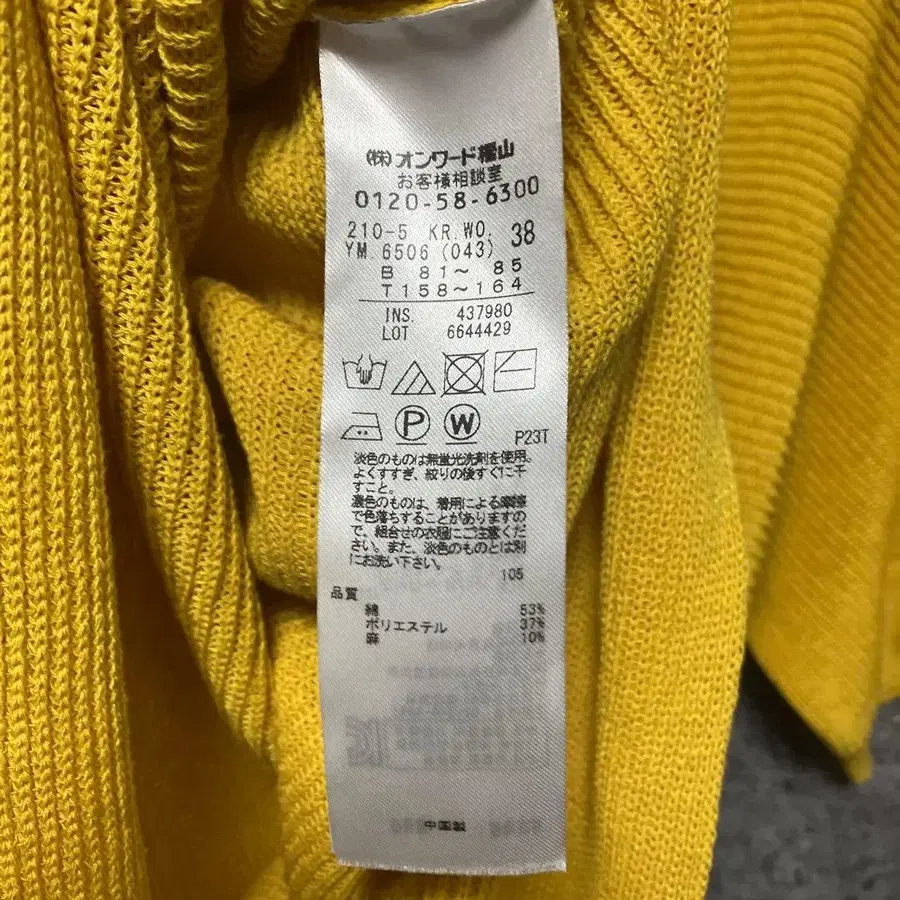 (株)オンワード樫山
お客様相談室
0120-58-6300
210-5 KR.WO. 38
YM.6506 (043)
B 81～ 85
T158～164
INS. 437980
LOT 6644429
P W
P23T
淡色のものは無蛍光洗剤を使用。
よくすすぎ、絞りの後すぐに干
すこと。
濃色のものは、着用による摩擦
で色落ちすることがありますの
で、組合せの衣服にご注意くだ
さい。また、淡色のものとは別
にお洗い下さい。
105
品質
綿 53%
ポリエステル 37%
麻 10%
中国製